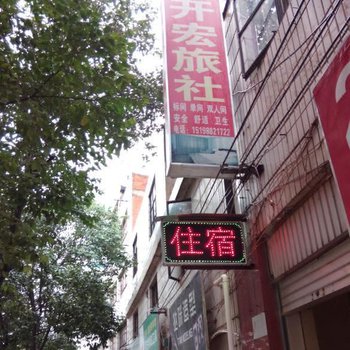 开宏旅社
标间 单间 双人间
安全 舒适 卫生
电话：15198821722
住宿